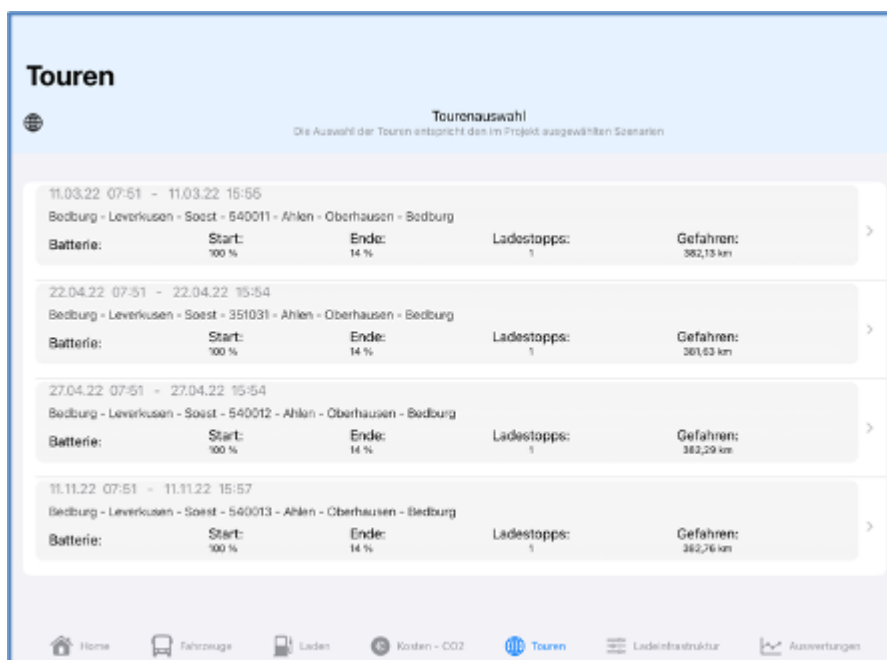 Touren
Tourenauswahl
Die Auswahl der Touren entspricht den im Projekt ausgewählten Szenarien
11.03.22 07:51 - 11.03.22 15:55
Bedburg - Leverkusen - Soest - 540011 - Ahlen - Oberhausen - Bedburg
Batterie: Start: Ende: Ladestopps: Gefahren:
100 % 14 % 1 382,13 km
22.04.22 07:51 - 22.04.22 15:54
Bedburg - Leverkusen - Soest - 351031 - Ahlen - Oberhausen - Bedburg
Batterie: Start: Ende: Ladestopps: Gefahren:
100 % 14 % 1 381,63 km
27.04.22 07:51 - 27.04.22 15:54
Bedburg - Leverkusen - Soest - 540012 - Ahlen - Oberhausen - Bedburg
Batterie: Start: Ende: Ladestopps: Gefahren:
100 % 14 % 1 382,29 km
11.11.22 07:51 - 11.11.22 15:57
Bedburg - Leverkusen - Soest - 540013 - Ahlen - Oberhausen - Bedburg
Batterie: Start: Ende: Ladestopps: Gefahren:
100 % 14 % 1 382,76 km
Home Fahrzeuge Laden Kosten - CO2 Touren Ladeinfrastruktur Auswertungen